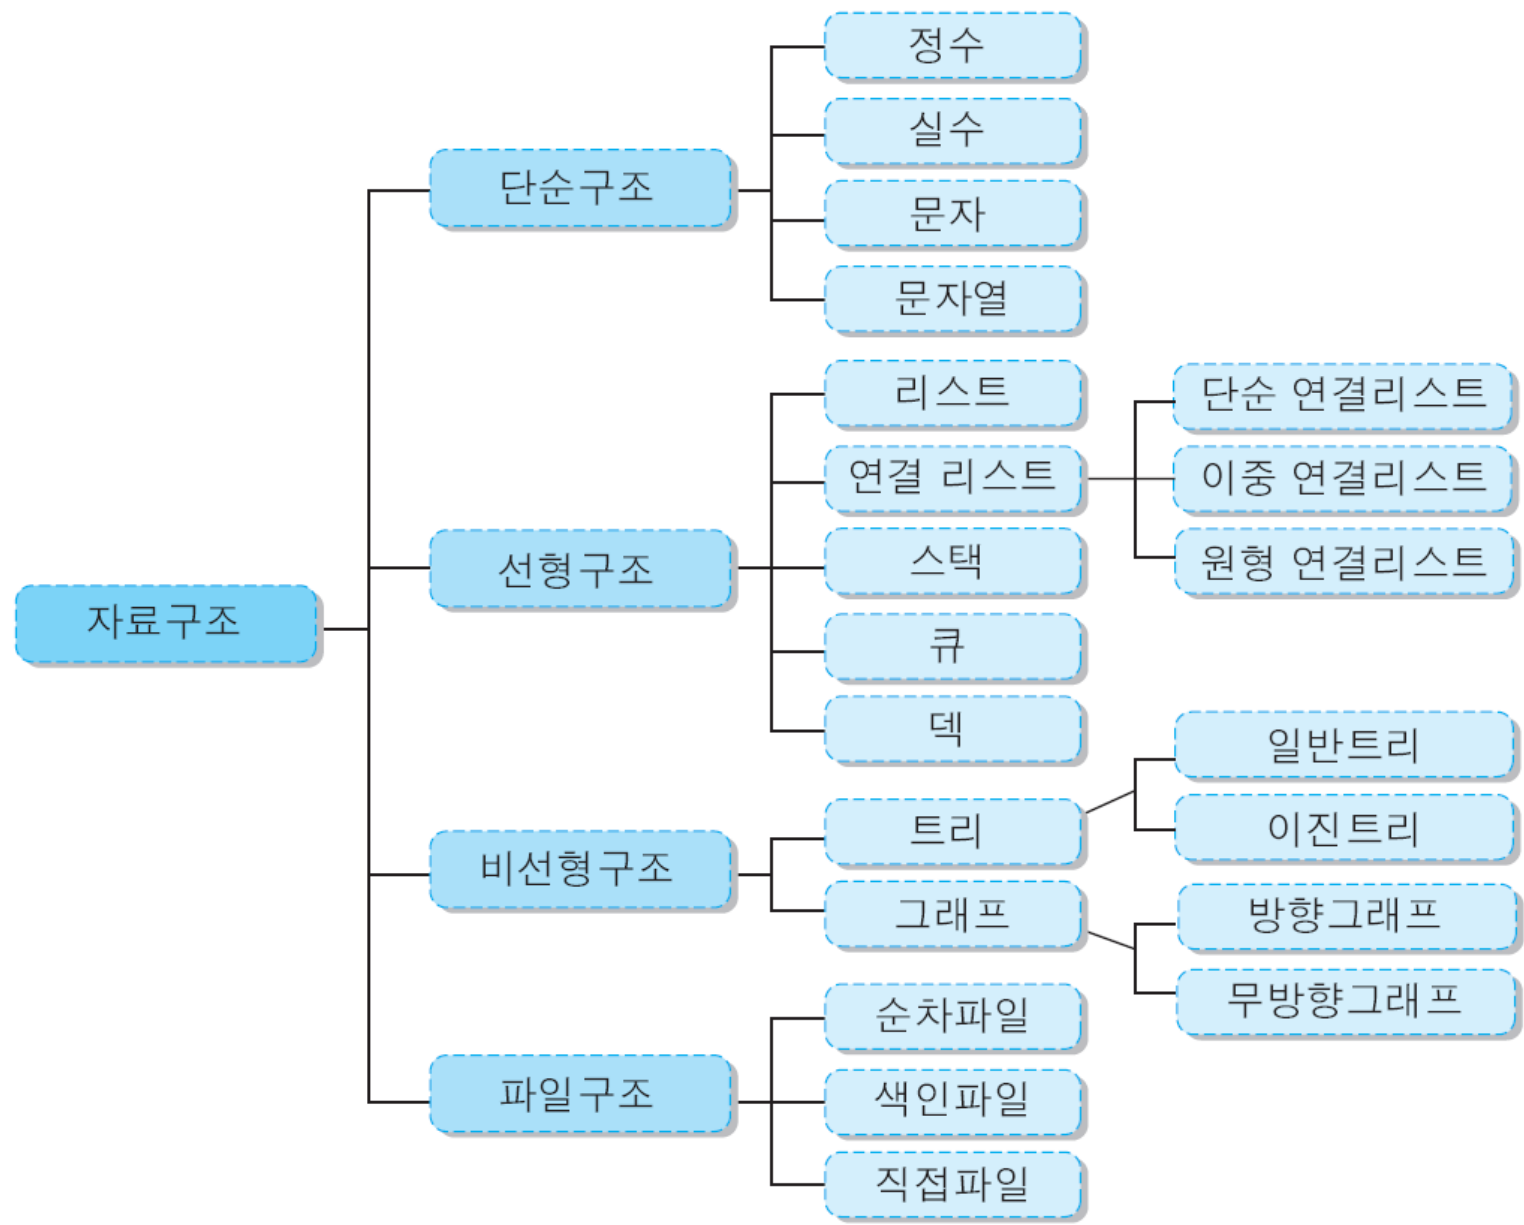 자료구조
단순구조
정수
실수
문자
문자열
선형구조
리스트
연결 리스트
단순 연결리스트
이중 연결리스트
원형 연결리스트
스택
큐
덱
비선형구조
트리
일반트리
이진트리
그래프
방향그래프
무방향그래프
파일구조
순차파일
색인파일
직접파일